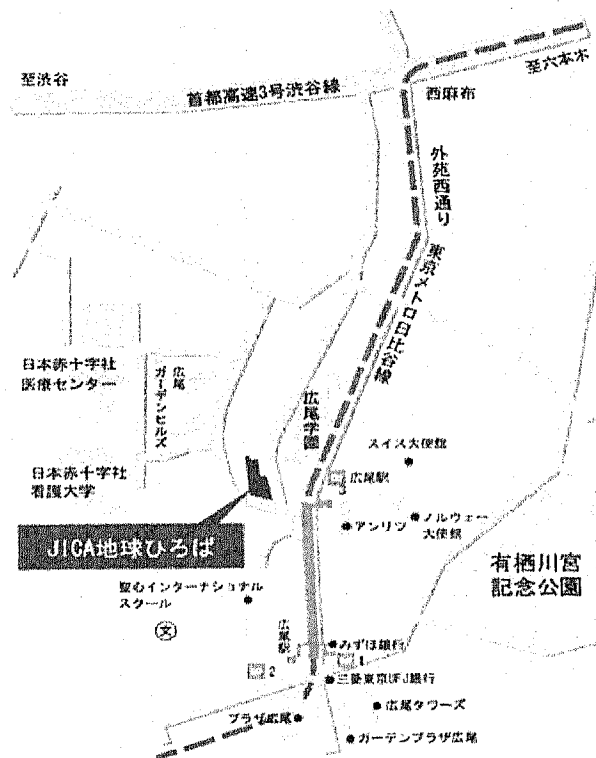 至渋谷
首都高速3号渋谷線
至六本木
西麻布
外苑西通り
東京メトロ日比谷線
日本赤十字社
医療センター
広尾
ガーデンヒルズ
広尾学園
日本赤十字社
看護大学
スイス大使館
広尾駅
3
アンリツ
ノルウェー
大使館
JICA地球ひろば
有栖川宮
記念公園
聖心インターナショナル
スクール
文
広尾駅
みずほ銀行
1
2
三菱東京UFJ銀行
広尾タワーズ
プラザ広尾
ガーデンプラザ広尾